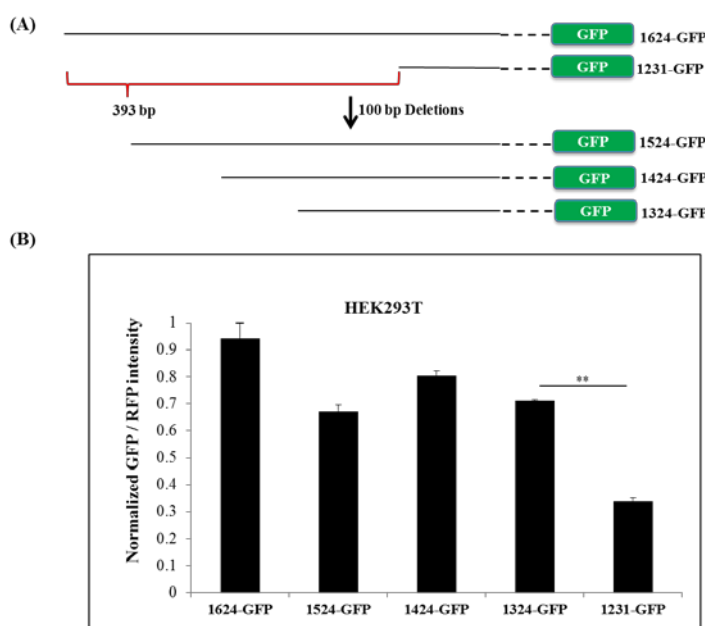 (A)
GFP 1624-GFP
GFP 1231-GFP
393 bp 100 bp Deletions
GFP 1524-GFP
GFP 1424-GFP
GFP 1324-GFP
(B)
HEK293T
Normalized GFP / RFP intensity
1
0.9
0.8
0.7
0.6
0.5
0.4
0.3
0.2
0.1
0
**
1624-GFP 1524-GFP 1424-GFP 1324-GFP 1231-GFP